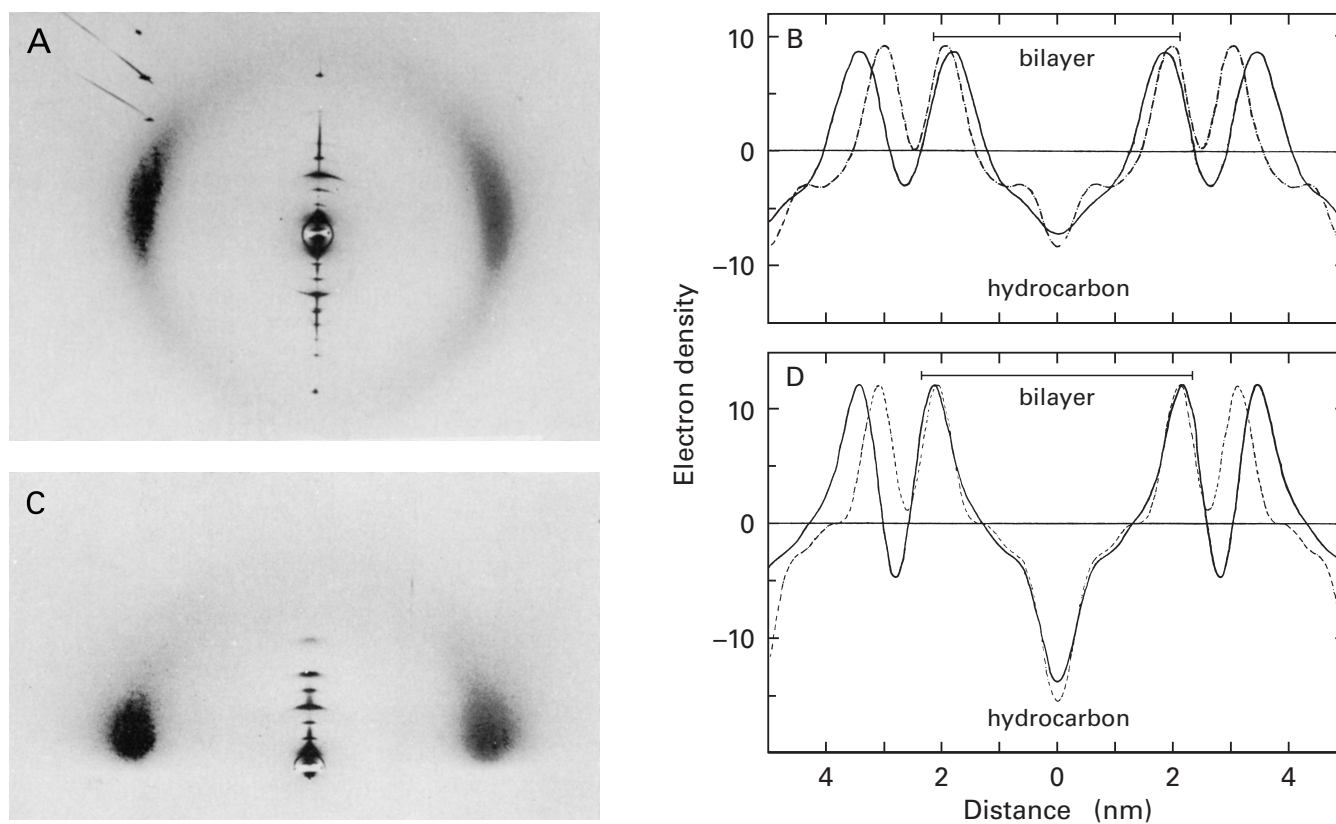 A
B
10
bilayer
0
−10
hydrocarbon
C
D
10
bilayer
0
−10
hydrocarbon
Electron density
4 2 0 2 4
Distance (nm)